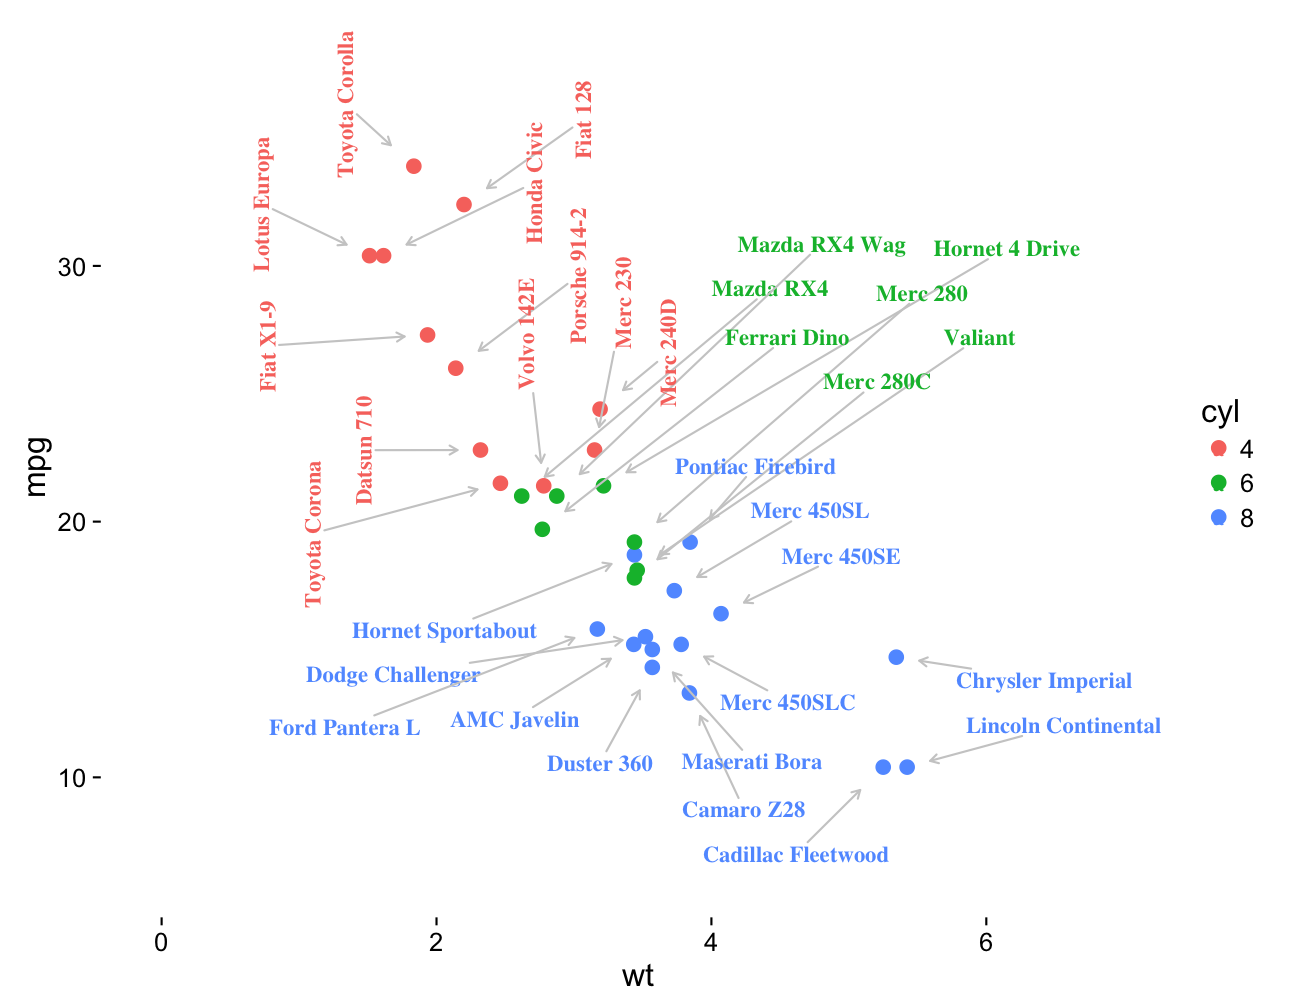 Toyota Corolla
Fiat 128
Lotus Europa
Honda Civic
Porsche 914-2
Mazda RX4 Wag
Hornet 4 Drive
Merc 230
Mazda RX4
Merc 280
Volvo 142E
Fiat X1-9
Merc 240D
Ferrari Dino
Valiant
Merc 280C
Datsun 710
Pontiac Firebird
Toyota Corona
Merc 450SL
Merc 450SE
Hornet Sportabout
Dodge Challenger
Chrysler Imperial
Merc 450SLC
AMC Javelin
Ford Pantera L
Lincoln Continental
Duster 360
Maserati Bora
Camaro Z28
Cadillac Fleetwood
mpg
30
20
10
0
2
4
6
wt
cyl
4
6
8